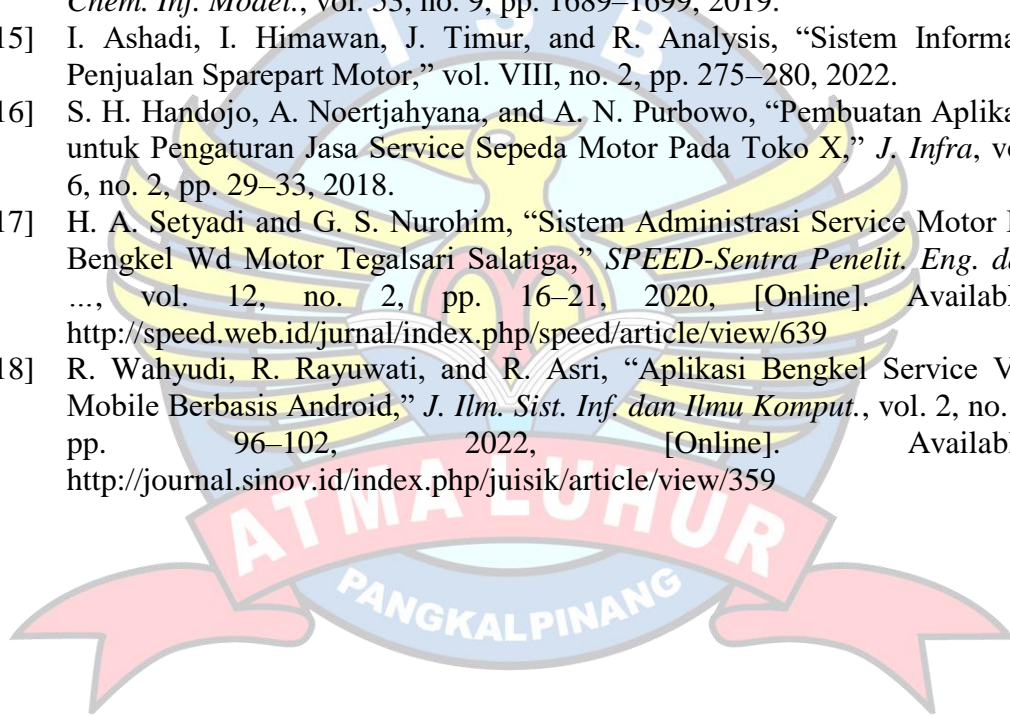 Chem. Inf. Model., vol. 53, no. 9, pp. 1689–1699, 2019.
15] I. Ashadi, I. Himawan, J. Timur, and R. Analysis, “Sistem Informa
Penjualan Sparepart Motor,” vol. VIII, no. 2, pp. 275–280, 2022.
16] S. H. Handojo, A. Noertjahyana, and A. N. Purbowo, “Pembuatan Aplika
untuk Pengaturan Jasa Service Sepeda Motor Pada Toko X,” J. Infra, vo
6, no. 2, pp. 29–33, 2018.
17] H. A. Setyadi and G. S. Nurohim, “Sistem Administrasi Service Motor
Bengkel Wd Motor Tegalsari Salatiga,” SPEED-Sentra Penelit. Eng. da
..., vol. 12, no. 2, pp. 16–21, 2020, [Online]. Availab
http://speed.web.id/jurnal/index.php/speed/article/view/639
18] R. Wahyudi, R. Rayuwati, and R. Asri, “Aplikasi Bengkel Service V
Mobile Berbasis Android,” J. Ilm. Sist. Inf. dan Ilmu Komput., vol. 2, no.
pp. 96–102, 2022, [Online]. Availab
http://journal.sinov.id/index.php/juisik/article/view/359
I S B
ATMA LUHUR
PANGKALPINANG